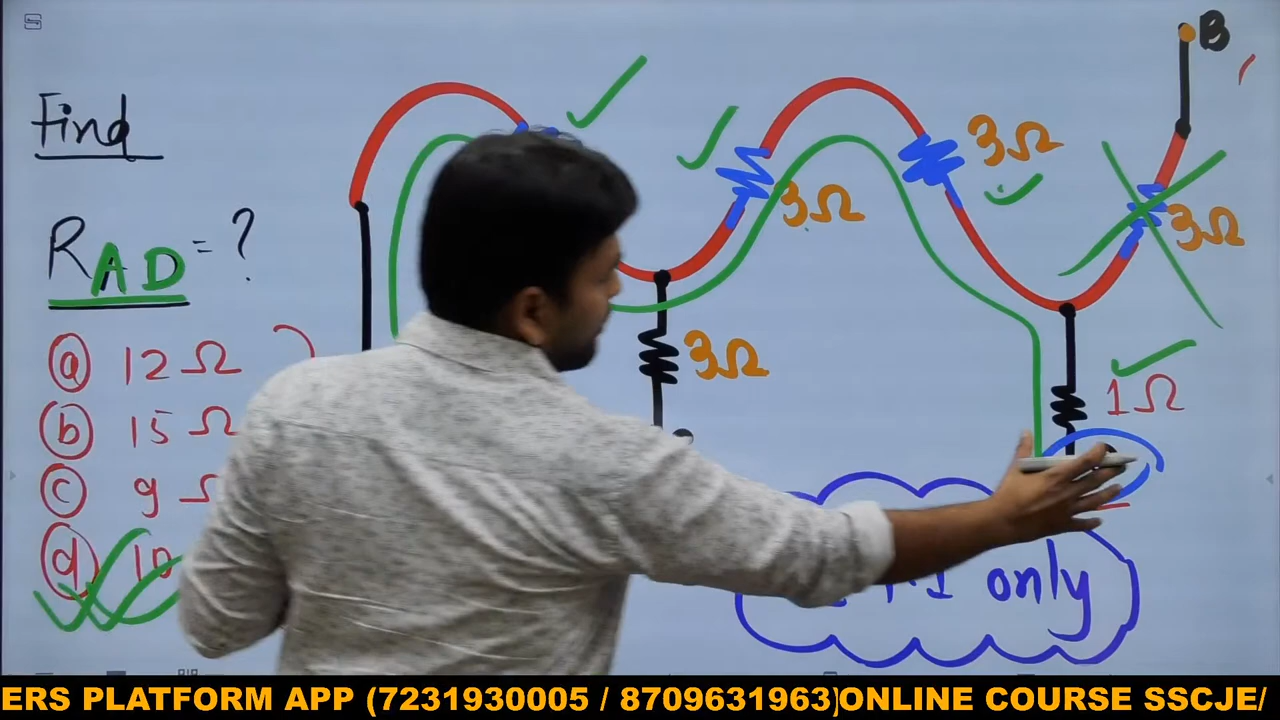 Find
R AD = ?
ⓐ 12 Ω
ⓑ 15 Ω
ⓒ 9 Ω
ⓓ 10
3Ω
3Ω
3Ω
3Ω
1Ω
B
only
ERS PLATFORM APP (7231930005 / 8709631963)ONLINE COURSE SSCJE/